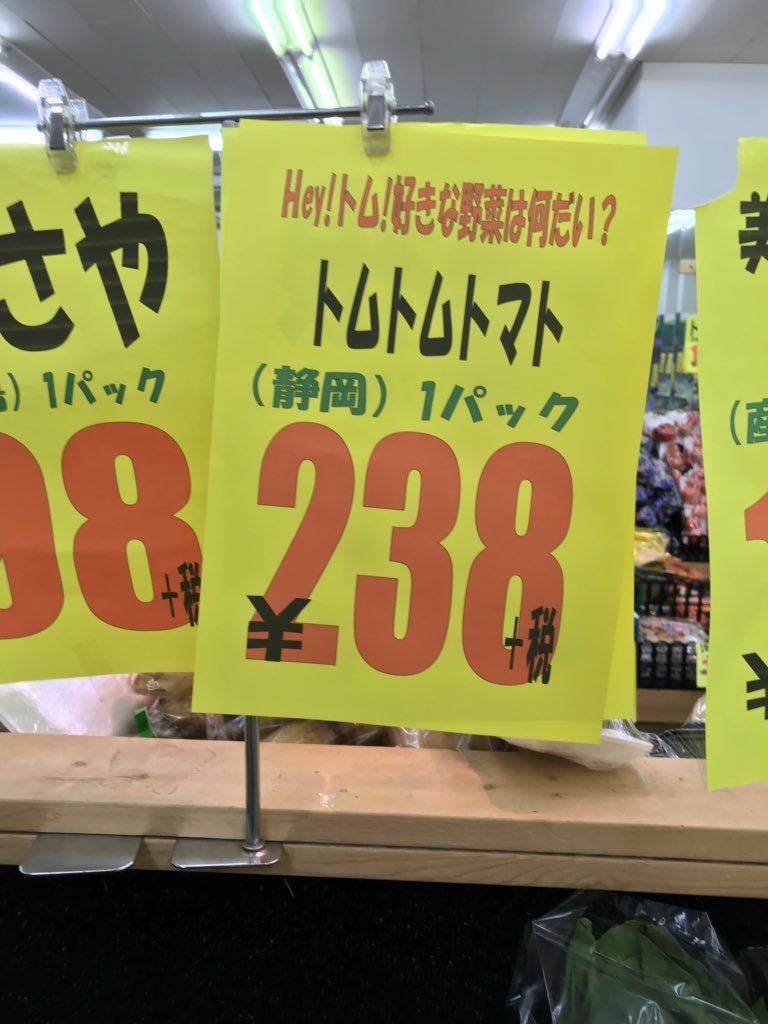 さや
1パック
98
+税
Hey!トム!好きな野菜は何だい?
トムトムトマト
(静岡) 1パック
¥238
+税